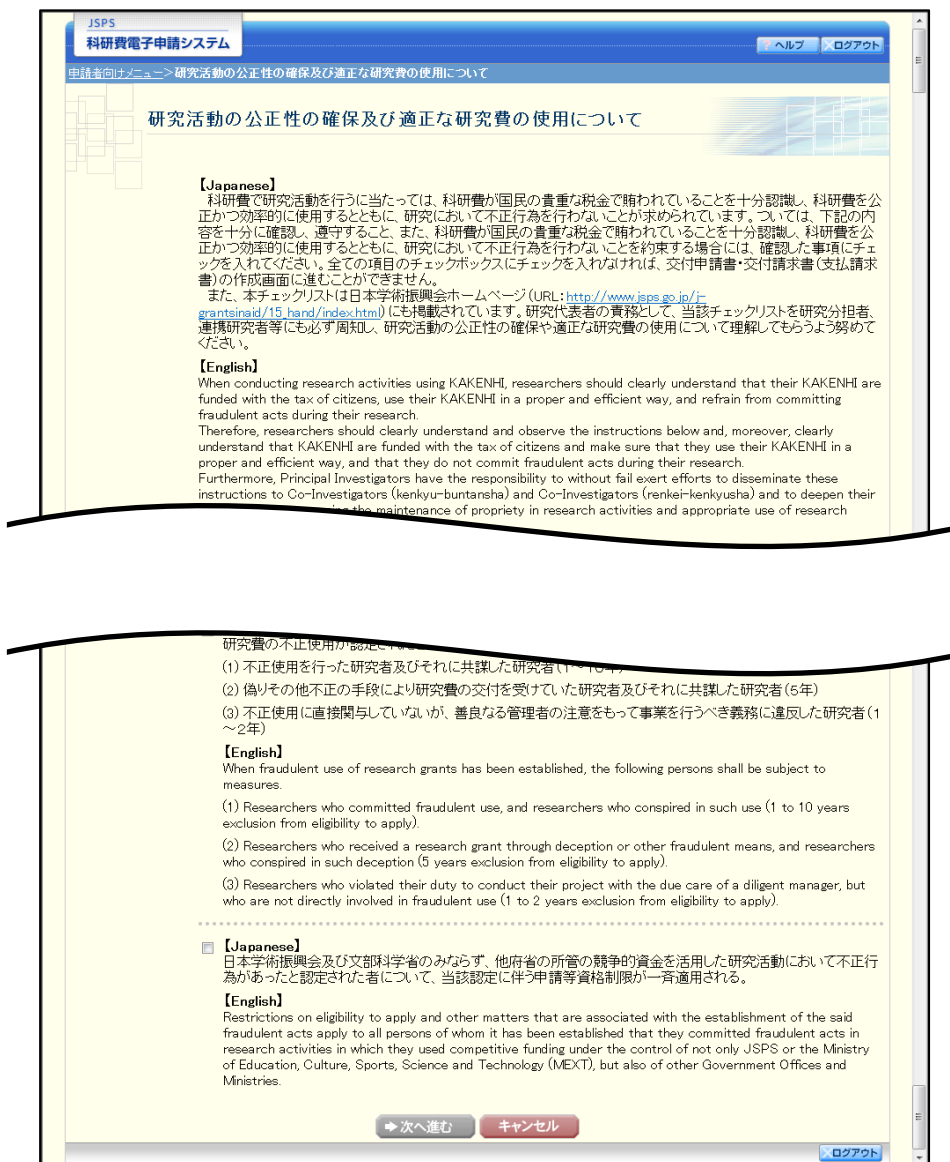 JSPS
科研費電子申請システム
? ヘルプ
ログアウト
申請者向けメニュー>研究活動の公正性の確保及び適正な研究費の使用について
研究活動の公正性の確保及び適正な研究費の使用について
【Japanese】
科研費で研究活動を行うに当たっては、科研費が国民の貴重な税金で賄われていることを十分認識し、科研費を公
正かつ効率的に使用するとともに、研究において不正行為を行わないことが求められています。ついては、下記の内
容を十分に確認し、遵守すること、また、科研費が国民の貴重な税金で賄われていることを十分認識し、科研費を公
正かつ効率的に使用するとともに、研究において不正行為を行わないことを約束する場合には、確認した事項にチェ
ックを入れてください。全ての項目のチェックボックスにチェックを入れなければ、交付申請書・交付請求書(支払請求
書)の作成画面に進むことができません。
また、本チェックリストは日本学術振興会ホームページ(URL:http://www.jsps.go.jp/j-
grantsinaid/15_hand/index.html)にも掲載されています。研究代表者の責務として、当該チェックリストを研究分担者、
連携研究者等にも必ず周知し、研究活動の公正性の確保や適正な研究費の使用について理解してもらうよう努めて
ください。
【English】
When conducting research activities using KAKENHI, researchers should clearly understand that their KAKENHI are
funded with the tax of citizens, use their KAKENHI in a proper and efficient way, and refrain from committing
fraudulent acts during their research.
Therefore, researchers should clearly understand and observe the instructions below and, moreover, clearly
understand that KAKENHI are funded with the tax of citizens and make sure that they use their KAKENHI in a
proper and efficient way, and that they do not commit fraudulent acts during their research.
Furthermore, Principal Investigators have the responsibility to without fail exert efforts to disseminate these
instructions to Co-Investigators (kenkyu-buntansha) and Co-Investigators (renkei-kenkyusha) and to deepen their
the maintenance of propriety in research activities and appropriate use of research
研究費の不正使用が認定され
(1) 不正使用を行った研究者及びそれに共謀した研究者(1~10年)
(2) 偽りその他不正の手段により研究費の交付を受けていた研究者及びそれに共謀した研究者(5年)
(3) 不正使用に直接関与していないが、善良なる管理者の注意をもって事業を行うべき義務に違反した研究者(1
~2年)
【English】
When fraudulent use of research grants has been established, the following persons shall be subject to
measures.
(1) Researchers who committed fraudulent use, and researchers who conspired in such use (1 to 10 years
exclusion from eligibility to apply).
(2) Researchers who received a research grant through deception or other fraudulent means, and researchers
who conspired in such deception (5 years exclusion from eligibility to apply).
(3) Researchers who violated their duty to conduct their project with the due care of a diligent manager, but
who are not directly involved in fraudulent use (1 to 2 years exclusion from eligibility to apply).
【Japanese】
日本学術振興会及び文部科学省のみならず、他府省の所管の競争的資金を活用した研究活動において不正行
為があったと認定された者について、当該認定に伴う申請等資格制限が一斉適用される。
【English】
Restrictions on eligibility to apply and other matters that are associated with the establishment of the said
fraudulent acts apply to all persons of whom it has been established that they committed fraudulent acts in
research activities in which they used competitive funding under the control of not only JSPS or the Ministry
of Education, Culture, Sports, Science and Technology (MEXT), but also of other Government Offices and
Ministries.
次へ進む
キャンセル
ログアウト